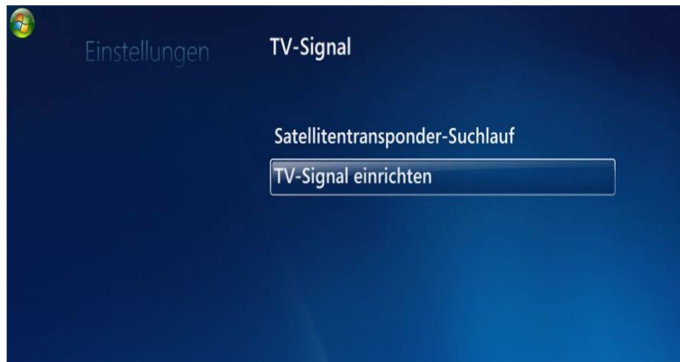 Einstellungen
TV-Signal
Satellitentransponder-Suchlauf
TV-Signal einrichten